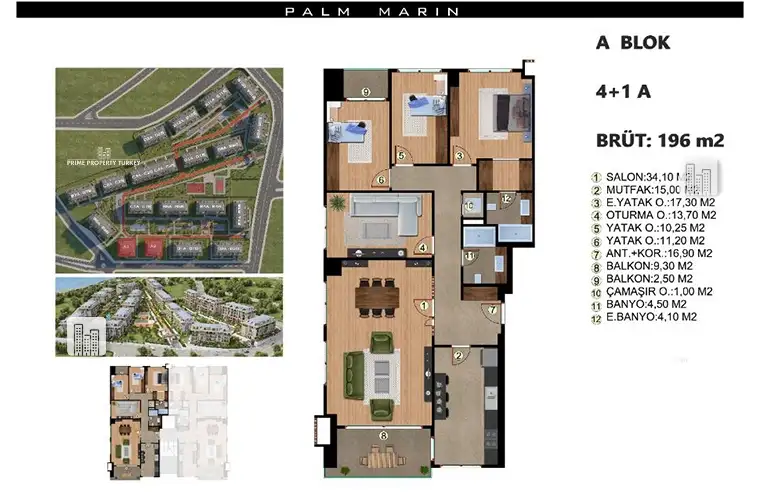 PALM MARIN
A BLOK
4+1 A
BRÜT: 196 m2
PRIME PROPERTY TURKEY
1 SALON:34,10 M2
2 MUTFAK:15,00 M2
3 E.YATAK O.:17,30 M2
4 OTURMA O.:13,70 M2
5 YATAK O.:10,25 M2
6 YATAK O.:11,20 M2
7 ANT.+KOR.:16,90 M2
8 BALKON:9,30 M2
9 BALKON:2,50 M2
10 ÇAMAŞIR O.:1,00 M2
11 BANYO:4,50 M2
12 E.BANYO:4,10 M2
9
5
3
6
10
12
4
11
1
7
2
8